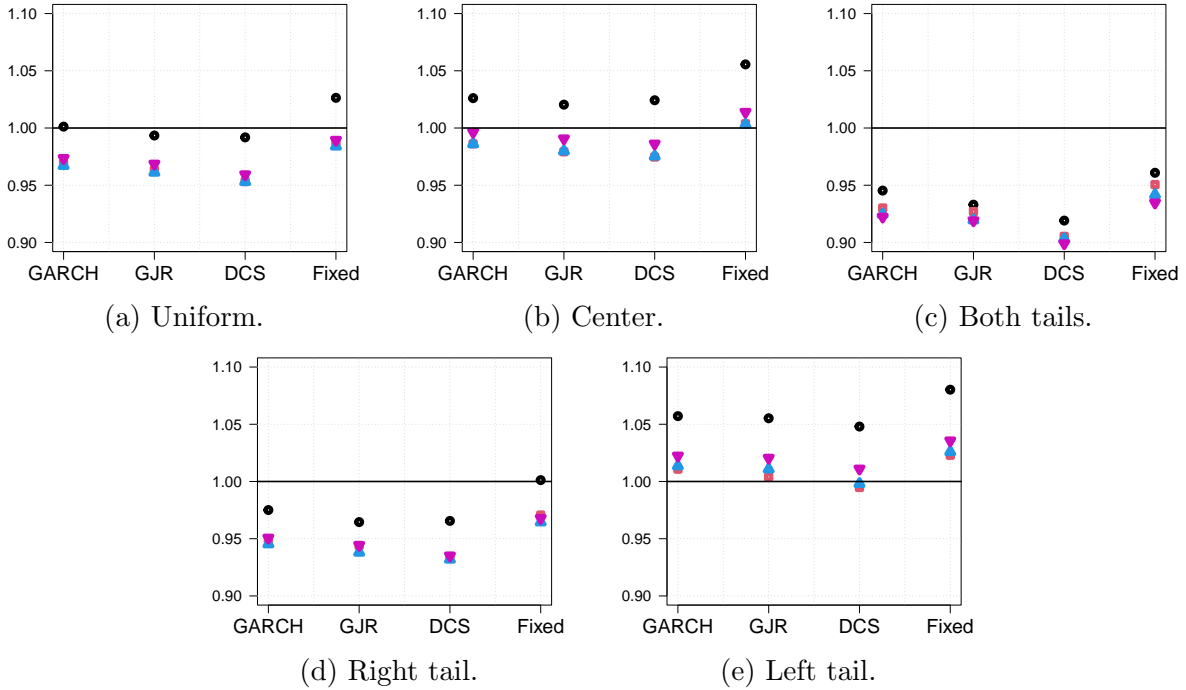 1.10
1.05
1.00
0.95
0.90
GARCH GJR DCS Fixed
(a) Uniform.
1.10
1.05
1.00
0.95
0.90
GARCH GJR DCS Fixed
(b) Center.
1.10
1.05
1.00
0.95
0.90
GARCH GJR DCS Fixed
(c) Both tails.
1.10
1.05
1.00
0.95
0.90
GARCH GJR DCS Fixed
(d) Right tail.
1.10
1.05
1.00
0.95
0.90
GARCH GJR DCS Fixed
(e) Left tail.